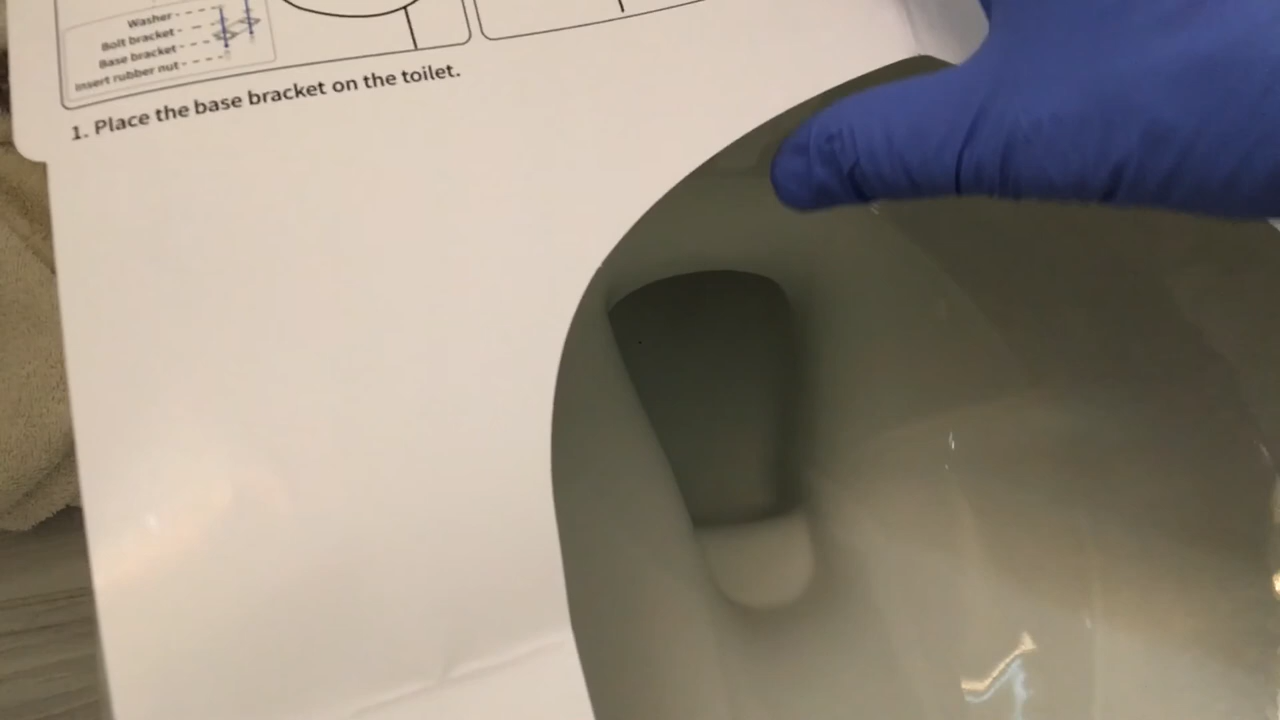 Washer
Bolt bracket
Base bracket
Insert rubber nut
1. Place the base bracket on the toilet.